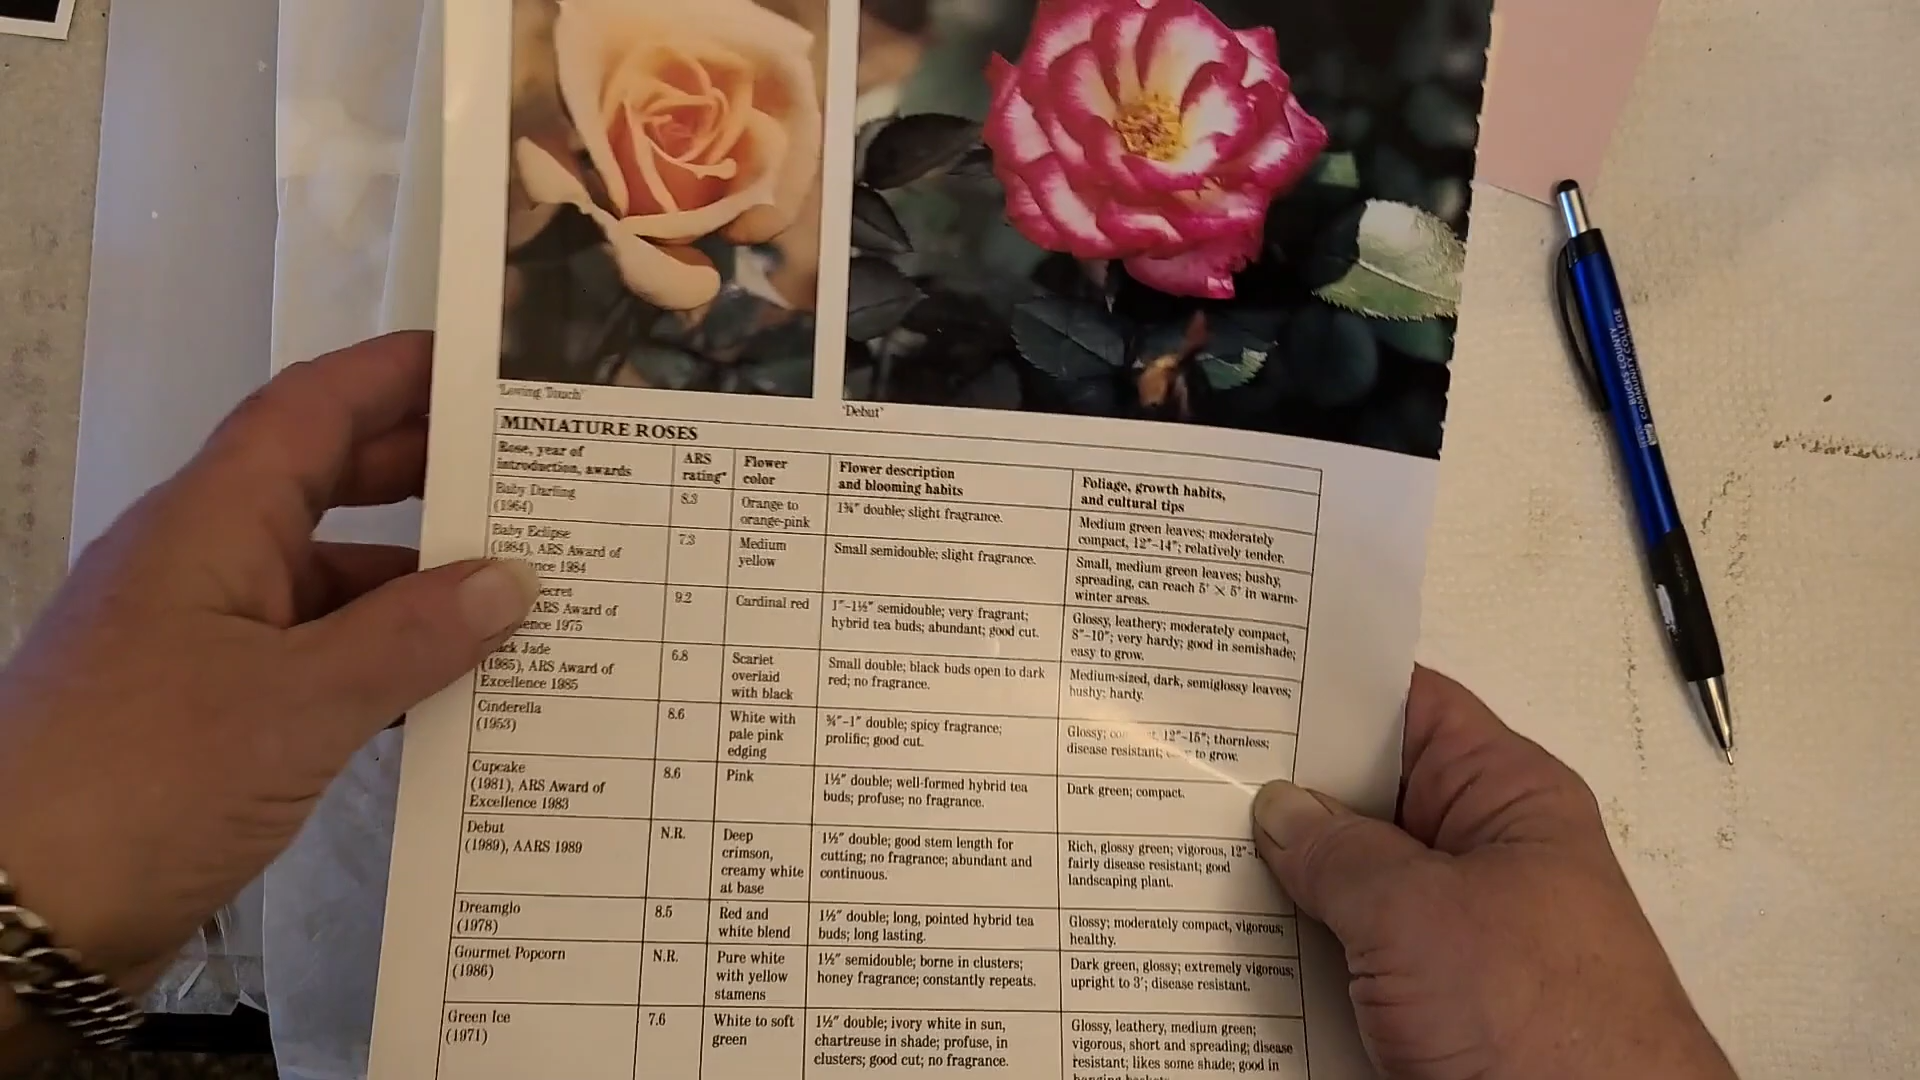 'Loving Touch'
'Debut'
MINIATURE ROSES
Rose, year of
introduction, awards
ARS
rating*
Flower
color
Flower description
and blooming habits
Foliage, growth habits,
and cultural tips
Baby Darling
(1964)
8.3
Orange to
orange-pink
1¾" double; slight fragrance.
Medium green leaves; moderately
compact, 12"–14"; relatively tender.
Baby Eclipse
(1984), ARS Award of
1984
7.3
Medium
yellow
Small semidouble; slight fragrance.
Small, medium green leaves; bushy,
spreading, can reach 5' × 5' in warm-
winter areas.
ecret
ARS Award of
ence 1975
9.2
Cardinal red
1"–1½" semidouble; very fragrant;
hybrid tea buds; abundant; good cut.
Glossy, leathery; moderately compact,
8"–10"; very hardy; good in semishade;
easy to grow.
ck Jade
(1985), ARS Award of
Excellence 1985
6.8
Scarlet
overlaid
with black
Small double; black buds open to dark
red; no fragrance.
Medium-sized, dark, semiglossy leaves;
bushy; hardy.
Cinderella
(1953)
8.6
White with
pale pink
edging
¾"–1" double; spicy fragrance;
prolific; good cut.
Glossy; 12"–15"; thornless;
disease resistant; to grow.
Cupcake
(1981), ARS Award of
Excellence 1983
8.6
Pink
1½" double; well-formed hybrid tea
buds; profuse; no fragrance.
Dark green; compact.
Debut
(1989), AARS 1989
N.R.
Deep
crimson,
creamy white
at base
1½" double; good stem length for
cutting; no fragrance; abundant and
continuous.
Rich, glossy green; vigorous, 12"–1
fairly disease resistant; good
landscaping plant.
Dreamglo
(1978)
8.5
Red and
white blend
1½" double; long, pointed hybrid tea
buds; long lasting.
Glossy; moderately compact, vigorous;
healthy.
Gourmet Popcorn
(1986)
N.R.
Pure white
with yellow
stamens
1½" semidouble; borne in clusters;
honey fragrance; constantly repeats.
Dark green, glossy; extremely vigorous;
upright to 3'; disease resistant.
Green Ice
(1971)
7.6
White to soft
green
1½" double; ivory white in sun,
chartreuse in shade; profuse, in
clusters; good cut; no fragrance.
Glossy, leathery, medium green;
vigorous, short and spreading; disease
resistant; likes some shade; good in
BUCKS COUNTY
COMMUNITY COLLEGE